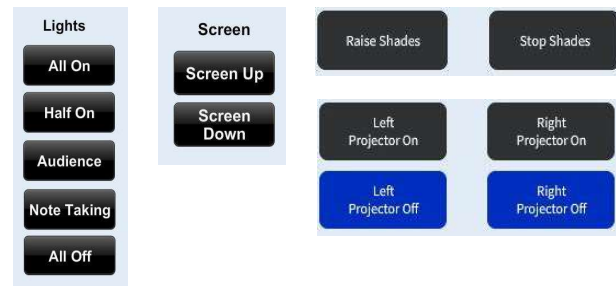 Lights
All On
Half On
Audience
Note Taking
All Off
Screen
Screen Up
Screen
Down
Raise Shades
Stop Shades
Left
Projector On
Right
Projector On
Left
Projector Off
Right
Projector Off